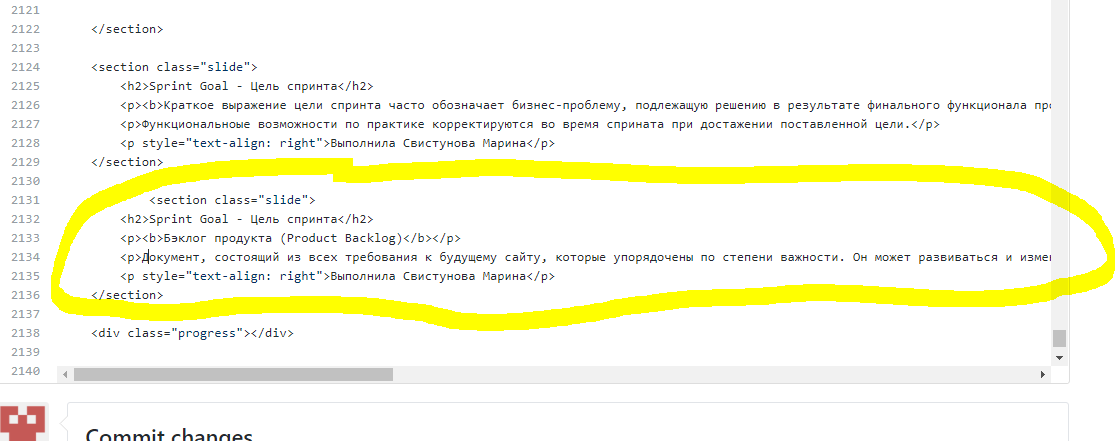 2121
2122 </section>
2123
2124 <section class="slide">
2125 <h2>Sprint Goal - Цель спринта</h2>
2126 <p><b>Краткое выражение цели спринта часто обозначает бизнес-проблему, подлежащую решению в результате финального функционала
2127 <p>Функциональноые возможности по практике корректируются во время сприната при достажении поставленной цели.</p>
2128 <p style="text-align: right">Выполнила Свистунова Марина</p>
2129 </section>
2130
2131 <section class="slide">
2132 <h2>Sprint Goal - Цель спринта</h2>
2133 <p><b>Бэклог продукта (Product Backlog)</b></p>
2134 <p>Документ, состоящий из всех требования к будущему сайту, которые упорядочены по степени важности. Он может развиваться и
2135 <p style="text-align: right">Выполнила Свистунова Марина</p>
2136 </section>
2137
2138 <div class="progress"></div>
2139
2140
Commit changes